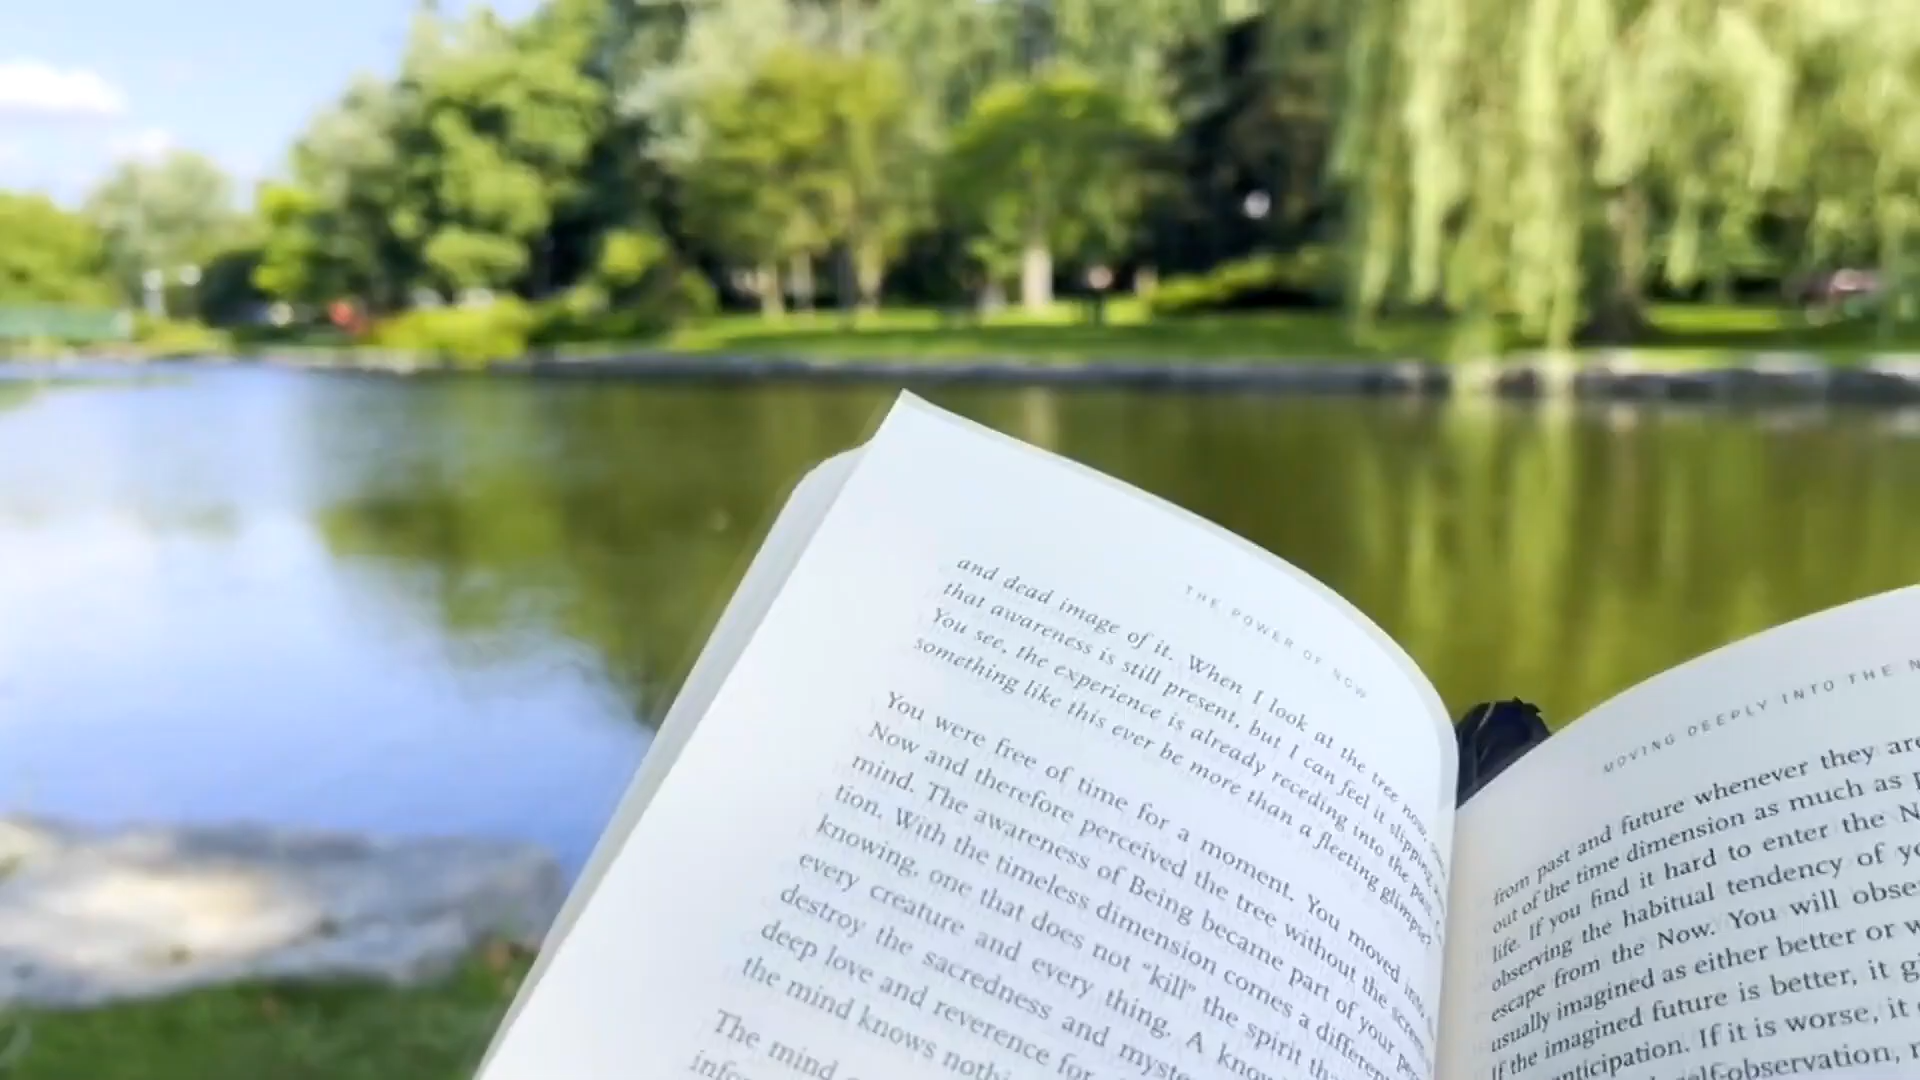 THE POWER OF NOW
and dead image of it. When I look at the tree now,
that awareness is still present, but I can feel it slipping
You see, the experience is already receding into the past.
something like this ever be more than a fleeting glimpse?
You were free of time for a moment. You moved into
Now and therefore perceived the tree without the screen
mind. The awareness of Being became part of your per
tion. With the timeless dimension comes a different
knowing, one that does not “kill” the spirit tha
every creature and every thing. A know
destroy the sacredness and myste
deep love and reverence for
the mind knows nothi
The mind
infor
MOVING DEEPLY INTO THE N
from past and future whenever they are
out of the time dimension as much as p
life. If you find it hard to enter the N
observing the habitual tendency of yo
escape from the Now. You will obse
usually imagined as either better or w
If the imagined future is better, it gi
nticipation. If it is worse, it
elf-observation,